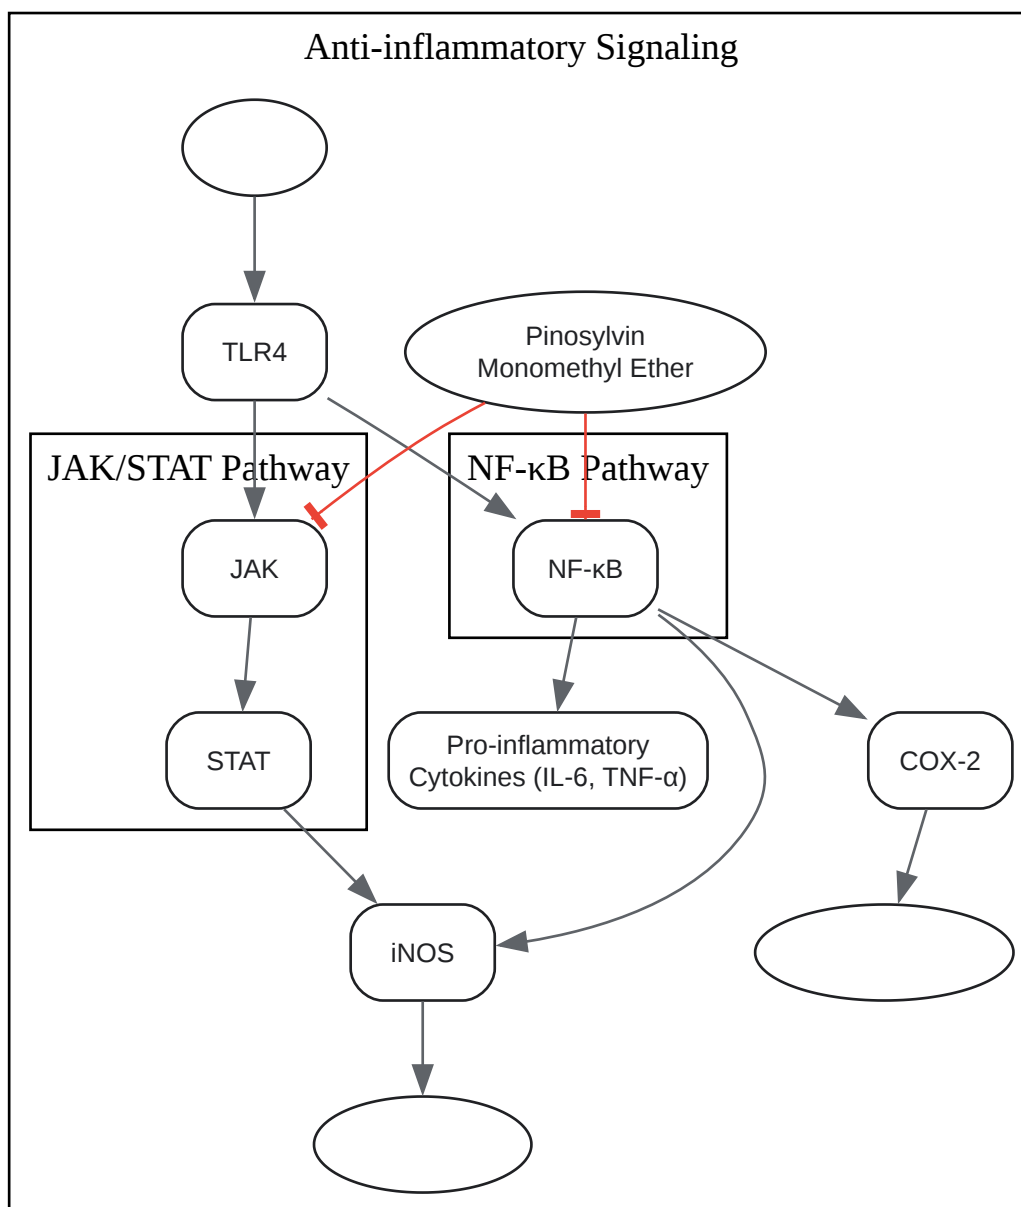 Anti-inflammatory Signaling
TLR4
Pinosylvin
Monomethyl Ether
JAK/STAT Pathway
NF-κB Pathway
JAK
NF-κB
STAT
Pro-inflammatory
Cytokines (IL-6, TNF-α)
COX-2
iNOS